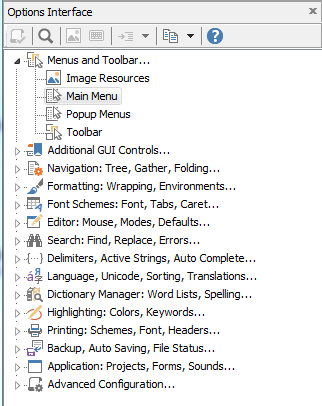 Options Interface
Menus and Toolbar...
Image Resources
Main Menu
Popup Menus
Toolbar
Additional GUI Controls...
Navigation: Tree, Gather, Folding...
Formatting: Wrapping, Environments...
Font Schemes: Font, Tabs, Caret...
Editor: Mouse, Modes, Defaults...
Search: Find, Replace, Errors...
Delimiters, Active Strings, Auto Complete...
Language, Unicode, Sorting, Translations...
Dictionary Manager: Word Lists, Spelling...
Highlighting: Colors, Keywords...
Printing: Schemes, Font, Headers...
Backup, Auto Saving, File Status...
Application: Projects, Forms, Sounds...
Advanced Configuration...